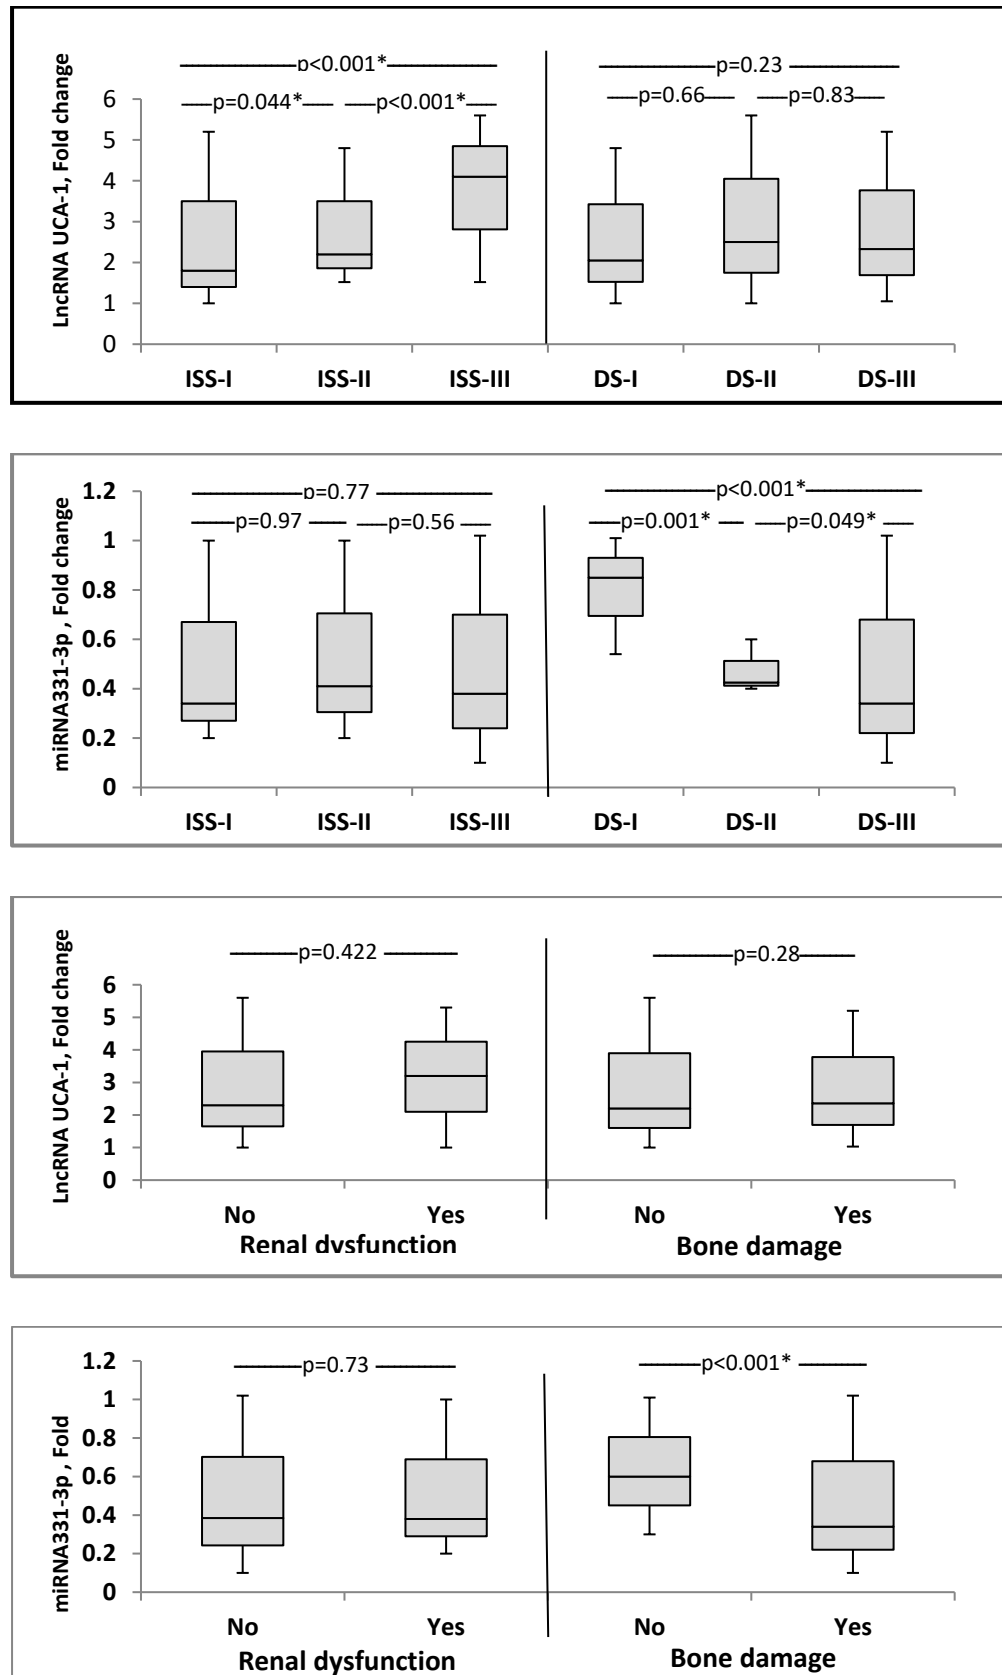 p<0.001*
p=0.23
p=0.044*
p<0.001*
p=0.66
p=0.83
LncRNA UCA-1, Fold change
6
5
4
3
2
1
0
ISS-I
ISS-II
ISS-III
DS-I
DS-II
DS-III
p=0.77
p<0.001*
p=0.97
p=0.56
p=0.001*
p=0.049*
miRNA331-3p , Fold change
1.2
1
0.8
0.6
0.4
0.2
0
ISS-I
ISS-II
ISS-III
DS-I
DS-II
DS-III
p=0.422
p=0.28
LncRNA UCA-1, Fold change
6
5
4
3
2
1
0
No
Yes
No
Yes
Renal dysfunction
Bone damage
p=0.73
p<0.001*
miRNA331-3p , Fold
1.2
1
0.8
0.6
0.4
0.2
0
No
Yes
No
Yes
Renal dysfunction
Bone damage